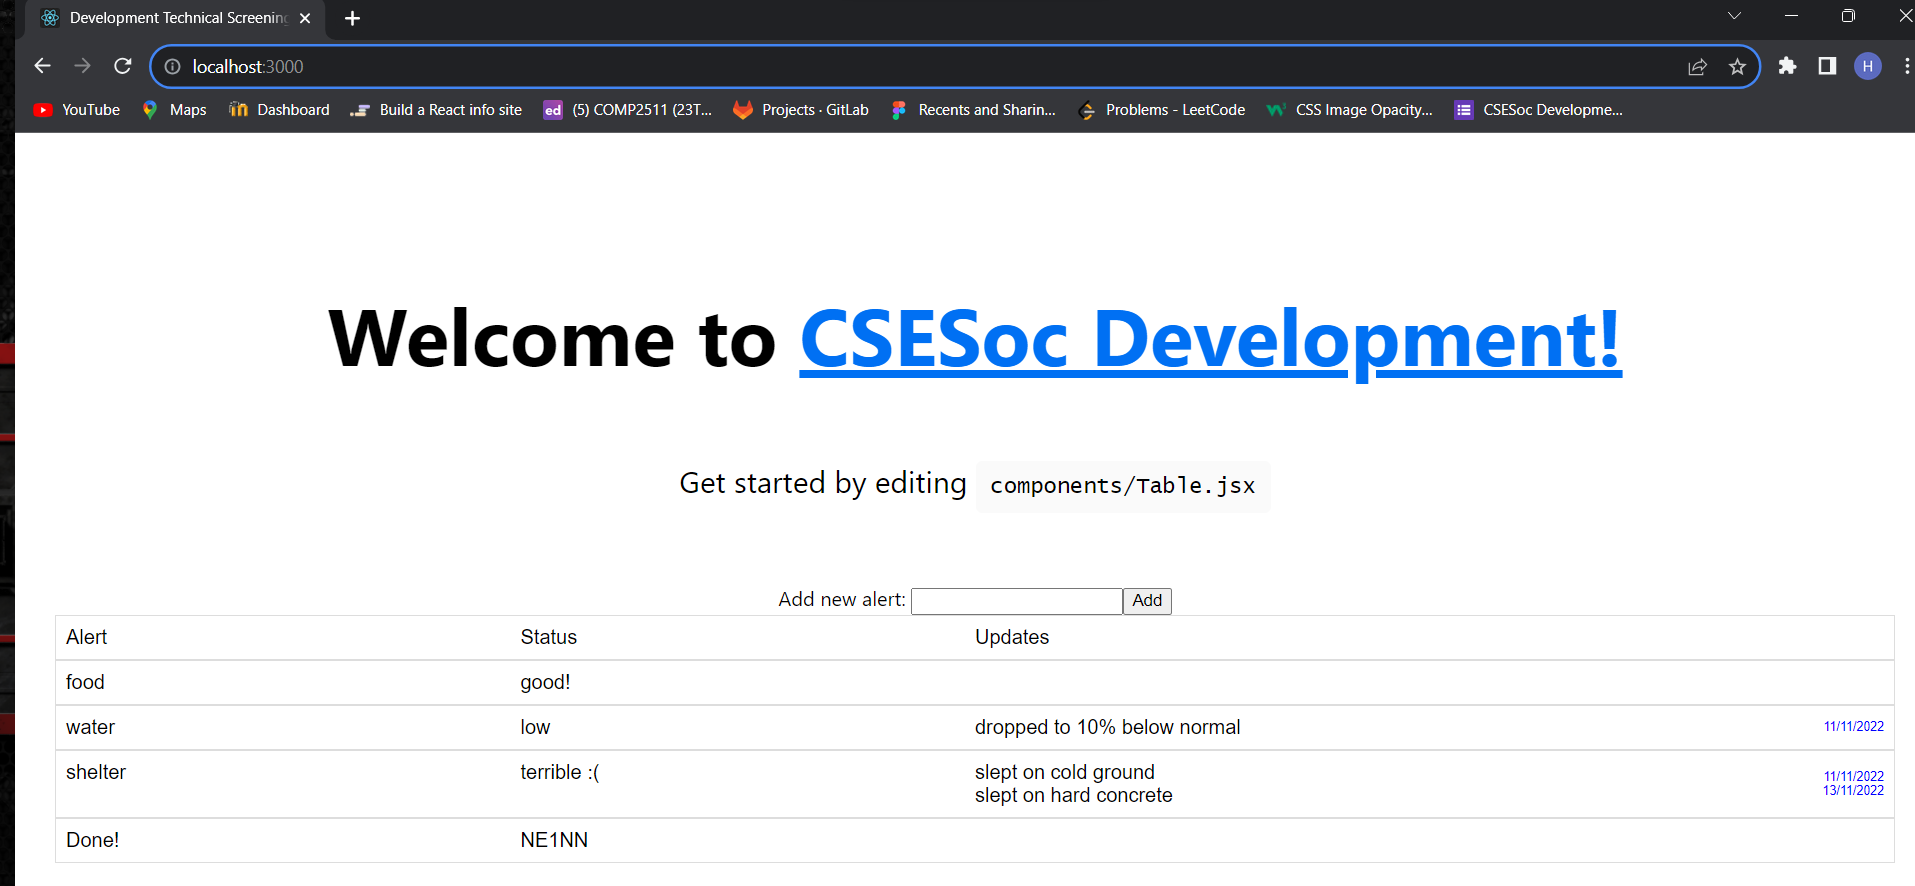 Development Technical Screening
localhost:3000
H
YouTube Maps Dashboard Build a React info site ed (5) COMP2511 (23T... Projects · GitLab Recents and Sharin... Problems - LeetCode CSS Image Opacity... CSESoc Developme...
Welcome to CSESoc Development!
Get started by editing components/Table.jsx
Add new alert: Add
Alert Status Updates
food good!
water low dropped to 10% below normal 11/11/2022
shelter terrible :( slept on cold ground 11/11/2022
slept on hard concrete 13/11/2022
Done! NE1NN